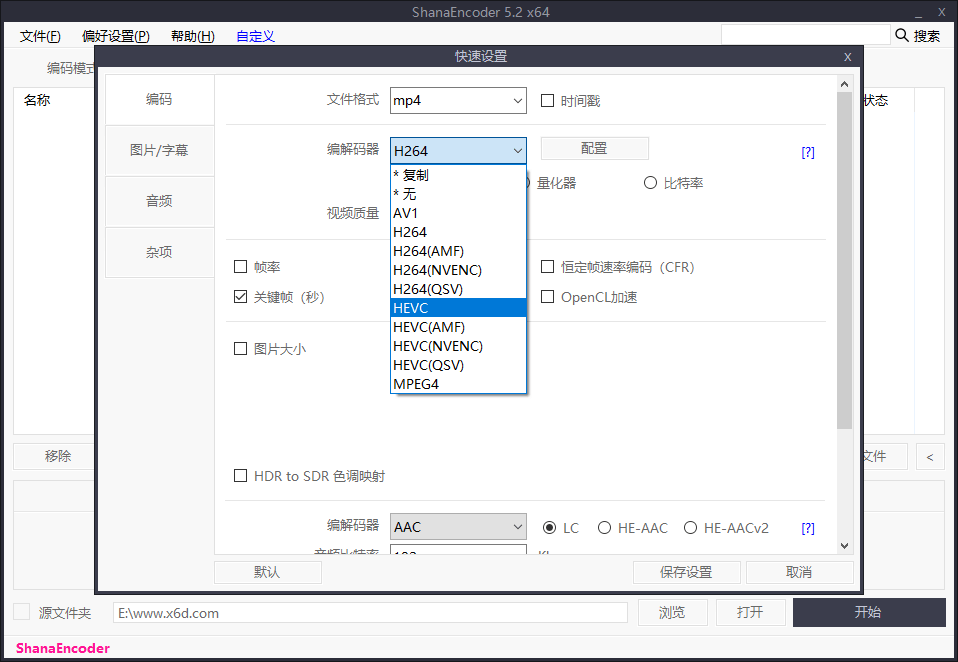 ShanaEncoder 5.2 x64
_ X
文件(F) 偏好设置(P) 帮助(H) 自定义 搜索
快速设置 X
编码模式
编码
文件格式 mp4 时间戳
名称 状态
图片/字幕
编解码器 H264 配置 [?]
* 复制
量化器 比特率
* 无
音频
视频质量
AV1
H264
H264(AMF)
杂项
帧率 恒定帧速率编码（CFR）
H264(NVENC)
H264(QSV)
关键帧（秒） OpenCL加速
HEVC
HEVC(AMF)
HEVC(NVENC)
图片大小
HEVC(QSV)
MPEG4
移除 文件 <
HDR to SDR 色调映射
编解码器 AAC LC HE-AAC HE-AACv2 [?]
音频比特率 192
默认 保存设置 取消
源文件夹 E:\www.x6d.com 浏览 打开 开始
ShanaEncoder